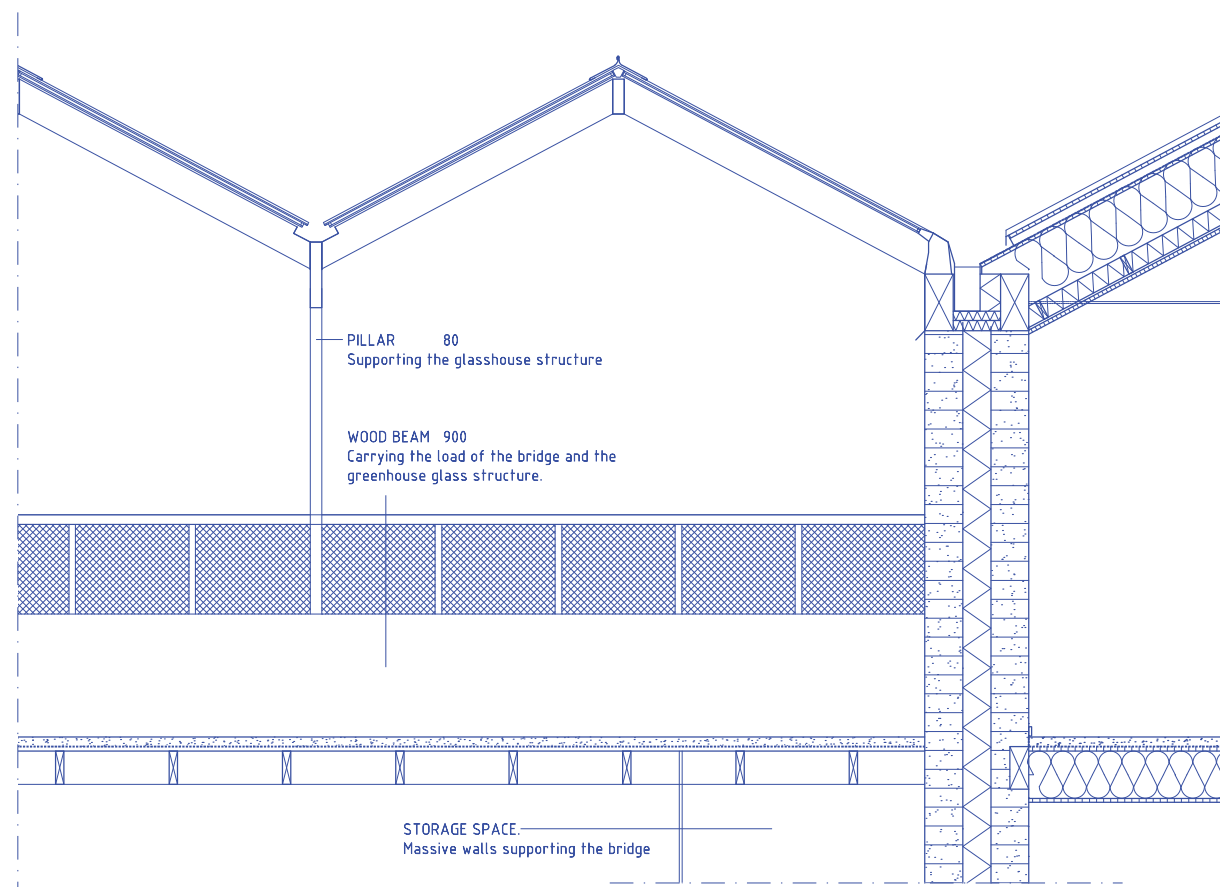 PILLAR 80
Supporting the glasshouse structure
WOOD BEAM 900
Carrying the load of the bridge and the
greenhouse glass structure.
STORAGE SPACE.
Massive walls supporting the bridge